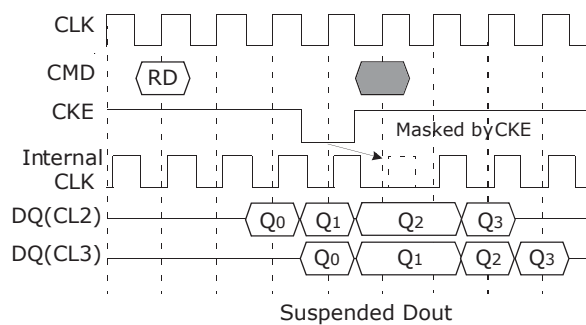 CLK
CMD RD
CKE
Masked by CKE
Internal
CLK
DQ(CL2) Q0 Q1 Q2 Q3
DQ(CL3) Q0 Q1 Q2 Q3
Suspended Dout